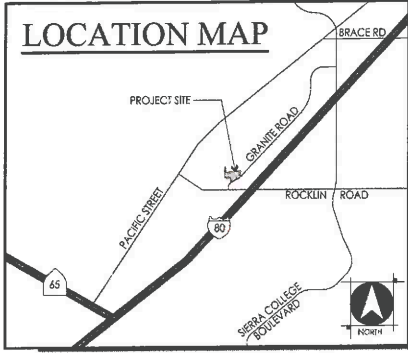 LOCATION MAP
BRACE RD
PROJECT SITE
GRANITE ROAD
PACIFIC STREET
ROCKLIN ROAD
80
65
SIERRA COLLEGE
BOULEVARD
NORTH